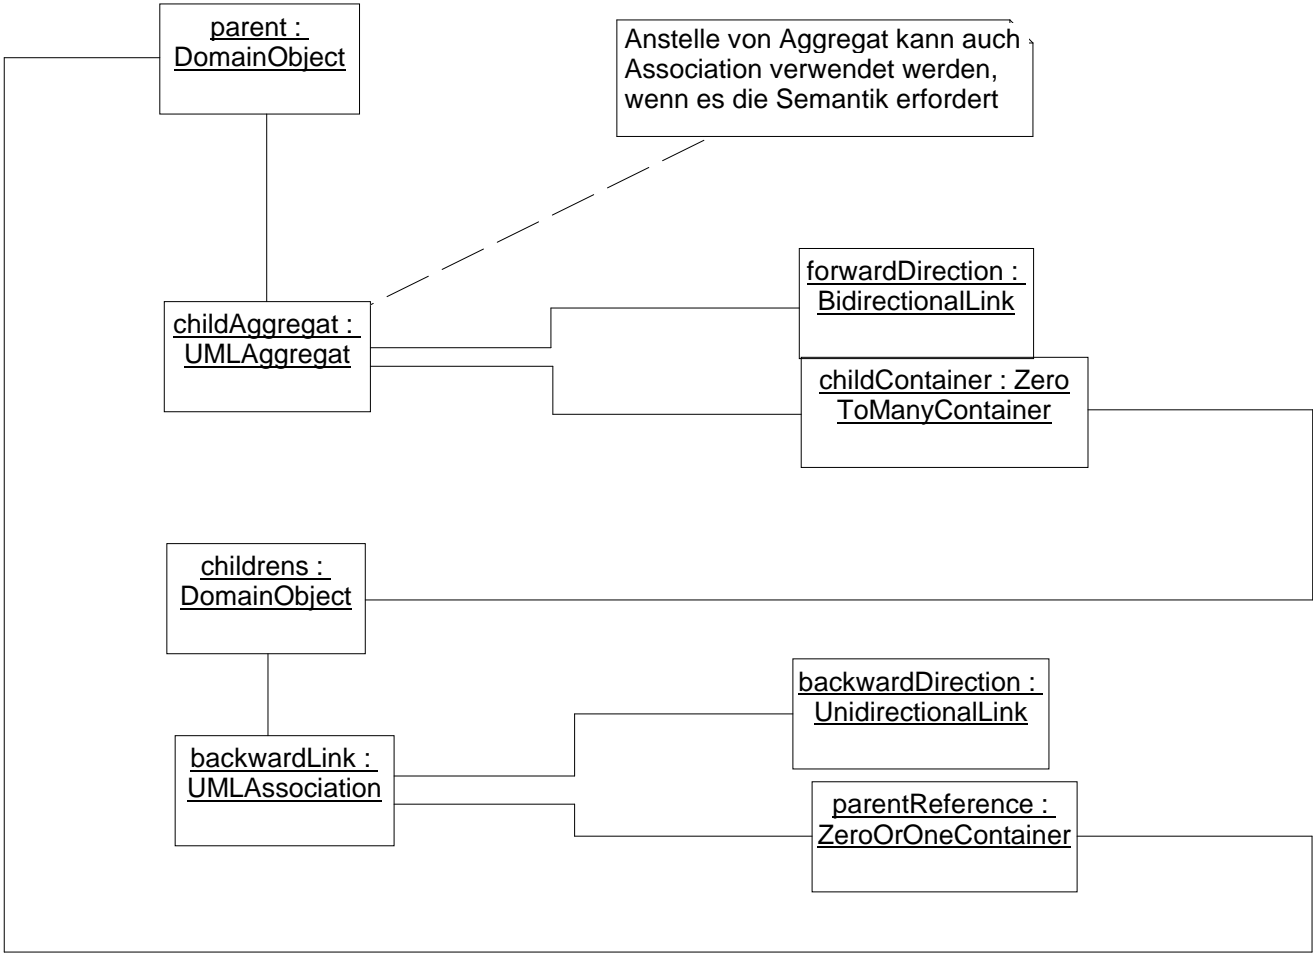 parent :
DomainObject
Anstelle von Aggregat kann auch
Association verwendet werden,
wenn es die Semantik erfordert
forwardDirection :
BidirectionalLink
childAggregat :
UMLAggregat
childContainer : Zero
ToManyContainer
childrens :
DomainObject
backwardDirection :
UnidirectionalLink
backwardLink :
UMLAssociation
parentReference :
ZeroOrOneContainer